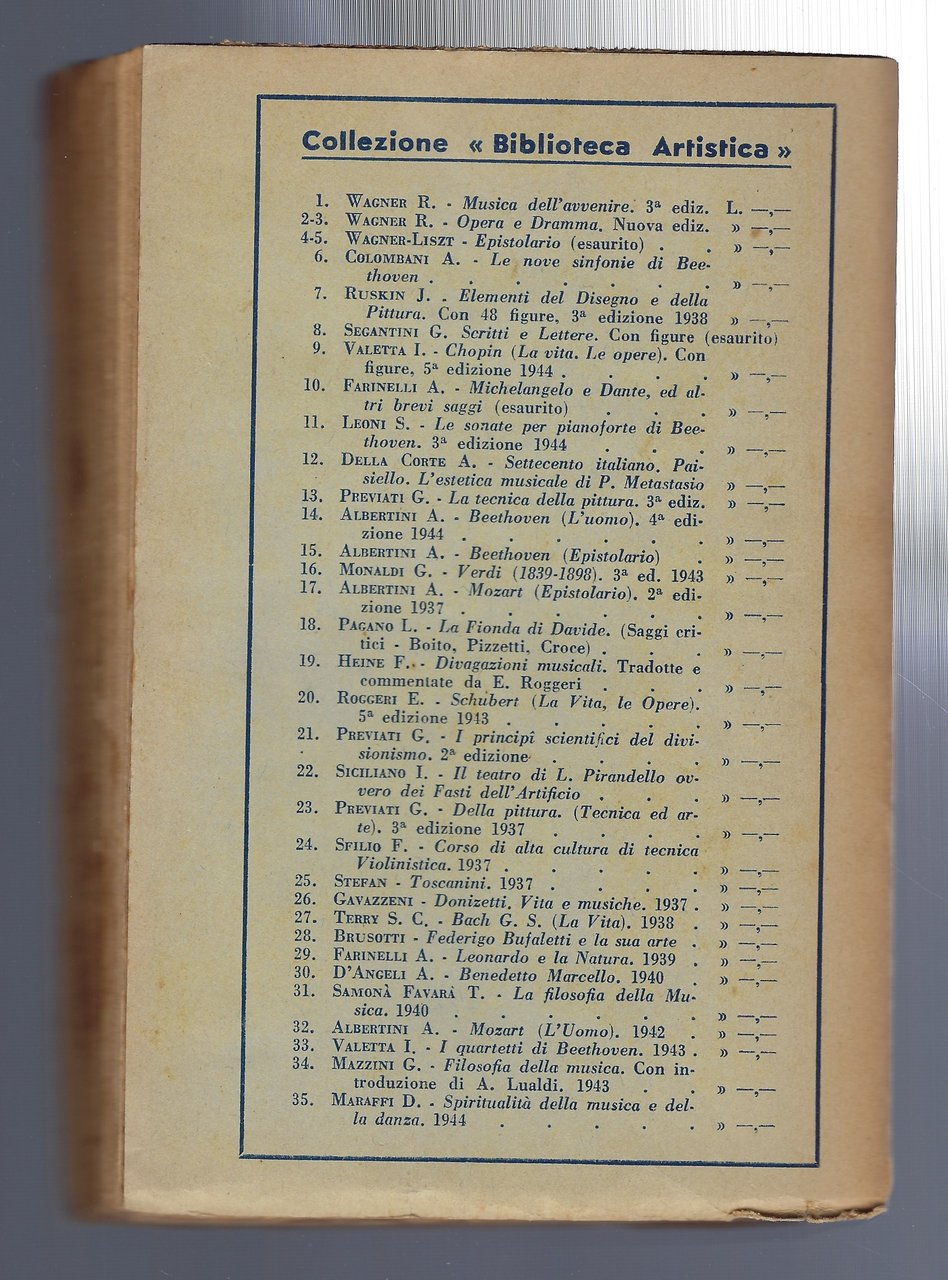 Collezione « Biblioteca Artistica »
1. WAGNER R. - Musica dell'avvenire. 3ª ediz. L. —,—
2-3. WAGNER R. - Opera e Dramma. Nuova ediz. » —,—
4-5. WAGNER-LISZT - Epistolario (esaurito) . . » —,—
6. COLOMBANI A. - Le nove sinfonie di Bee-
thoven . . . . . . . » —,—
7. RUSKIN J. . Elementi del Disegno e della
Pittura. Con 48 figure, 3ª edizione 1938 » —,—
8. SEGANTINI G. Scritti e Lettere. Con figure (esaurito)
9. VALETTA I. - Chopin (La vita. Le opere). Con
figure, 5ª edizione 1944 . . . . . » —,—
10. FARINELLI A. - Michelangelo e Dante, ed al-
tri brevi saggi (esaurito) . . . » —,—
11. LEONI S. - Le sonate per pianoforte di Bee-
thoven. 3ª edizione 1944 . . . » —,—
12. DELLA CORTE A. - Settecento italiano. Pai-
siello. L'estetica musicale di P. Metastasio » —,—
13. PREVIATI G. - La tecnica della pittura. 3ª ediz. » —,—
14. ALBERTINI A. - Beethoven (L'uomo). 4ª edi-
zione 1944 . . . . . . » —,—
15. ALBERTINI A. - Beethoven (Epistolario) . » —,—
16. MONALDI G. - Verdi (1839-1898). 3ª ed. 1943 » —,—
17. ALBERTINI A. - Mozart (Epistolario). 2ª edi-
zione 1937 . . . . . . » —,—
18. PAGANO L. - La Fionda di Davide. (Saggi cri-
tici - Boito, Pizzetti, Croce) . . . » —,—
19. HEINE F. - Divagazioni musicali. Tradotte e
commentate da E. Roggeri . . . » —,—
20. ROGGERI E. - Schubert (La Vita, le Opere).
5ª edizione 1943 . . . . . » —,—
21. PREVIATI G. - I principî scientifici del divi-
sionismo. 2ª edizione . . . . » —,—
22. SICILIANO I. - Il teatro di L. Pirandello ov-
vero dei Fasti dell'Artificio . . . » —,—
23. PREVIATI G. - Della pittura. (Tecnica ed ar-
te). 3ª edizione 1937 . . . . » —,—
24. SFILIO F. - Corso di alta cultura di tecnica
Violinistica. 1937 . . . . . » —,—
25. STEFAN - Toscanini. 1937 . . . . » —,—
26. GAVAZZENI - Donizetti. Vita e musiche. 1937 . » —,—
27. TERRY S. C. - Bach G. S. (La Vita). 1938 . » —,—
28. BRUSOTTI - Federigo Bufaletti e la sua arte . » —,—
29. FARINELLI A. - Leonardo e la Natura. 1939 . » —,—
30. D'ANGELI A. - Benedetto Marcello. 1940 . » —,—
31. SAMONÀ FAVARÀ T. - La filosofia della Mu-
sica. 1940 . . . . . . » —,—
32. ALBERTINI A. - Mozart (L'Uomo). 1942 . » —,—
33. VALETTA I. - I quartetti di Beethoven. 1943 . » —,—
34. MAZZINI G. - Filosofia della musica. Con in-
troduzione di A. Lualdi. 1943 . . » —,—
35. MARAFFI D. - Spiritualità della musica e del-
la danza. 1944 . . . . . » —,—